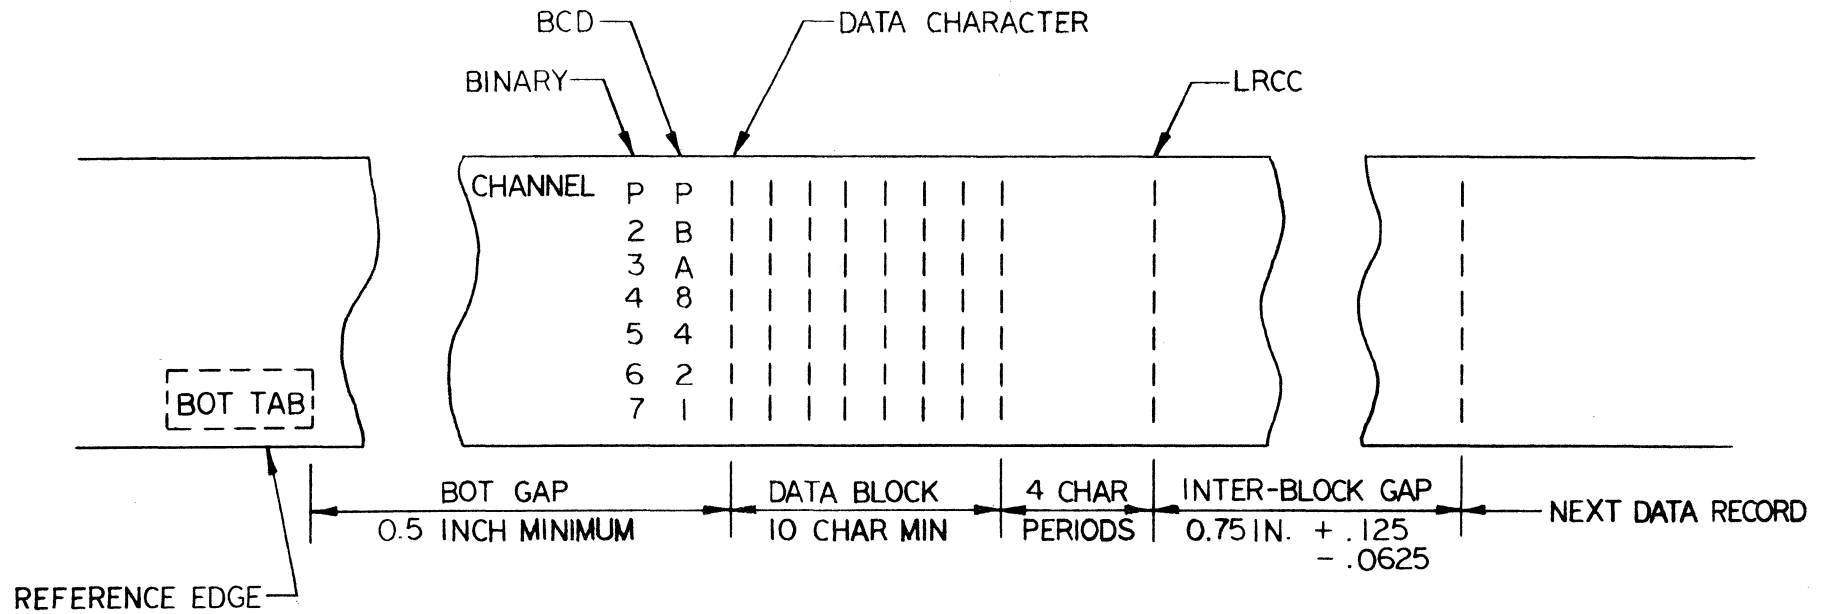 BCD
DATA CHARACTER
BINARY
LRCC
CHANNEL P P
2 B
3 A
4 8
5 4
6 2
7 1
BOT TAB
BOT GAP
0.5 INCH MINIMUM
DATA BLOCK
10 CHAR MIN
4 CHAR
PERIODS
INTER-BLOCK GAP
0.75 IN. + .125
- .0625
NEXT DATA RECORD
REFERENCE EDGE